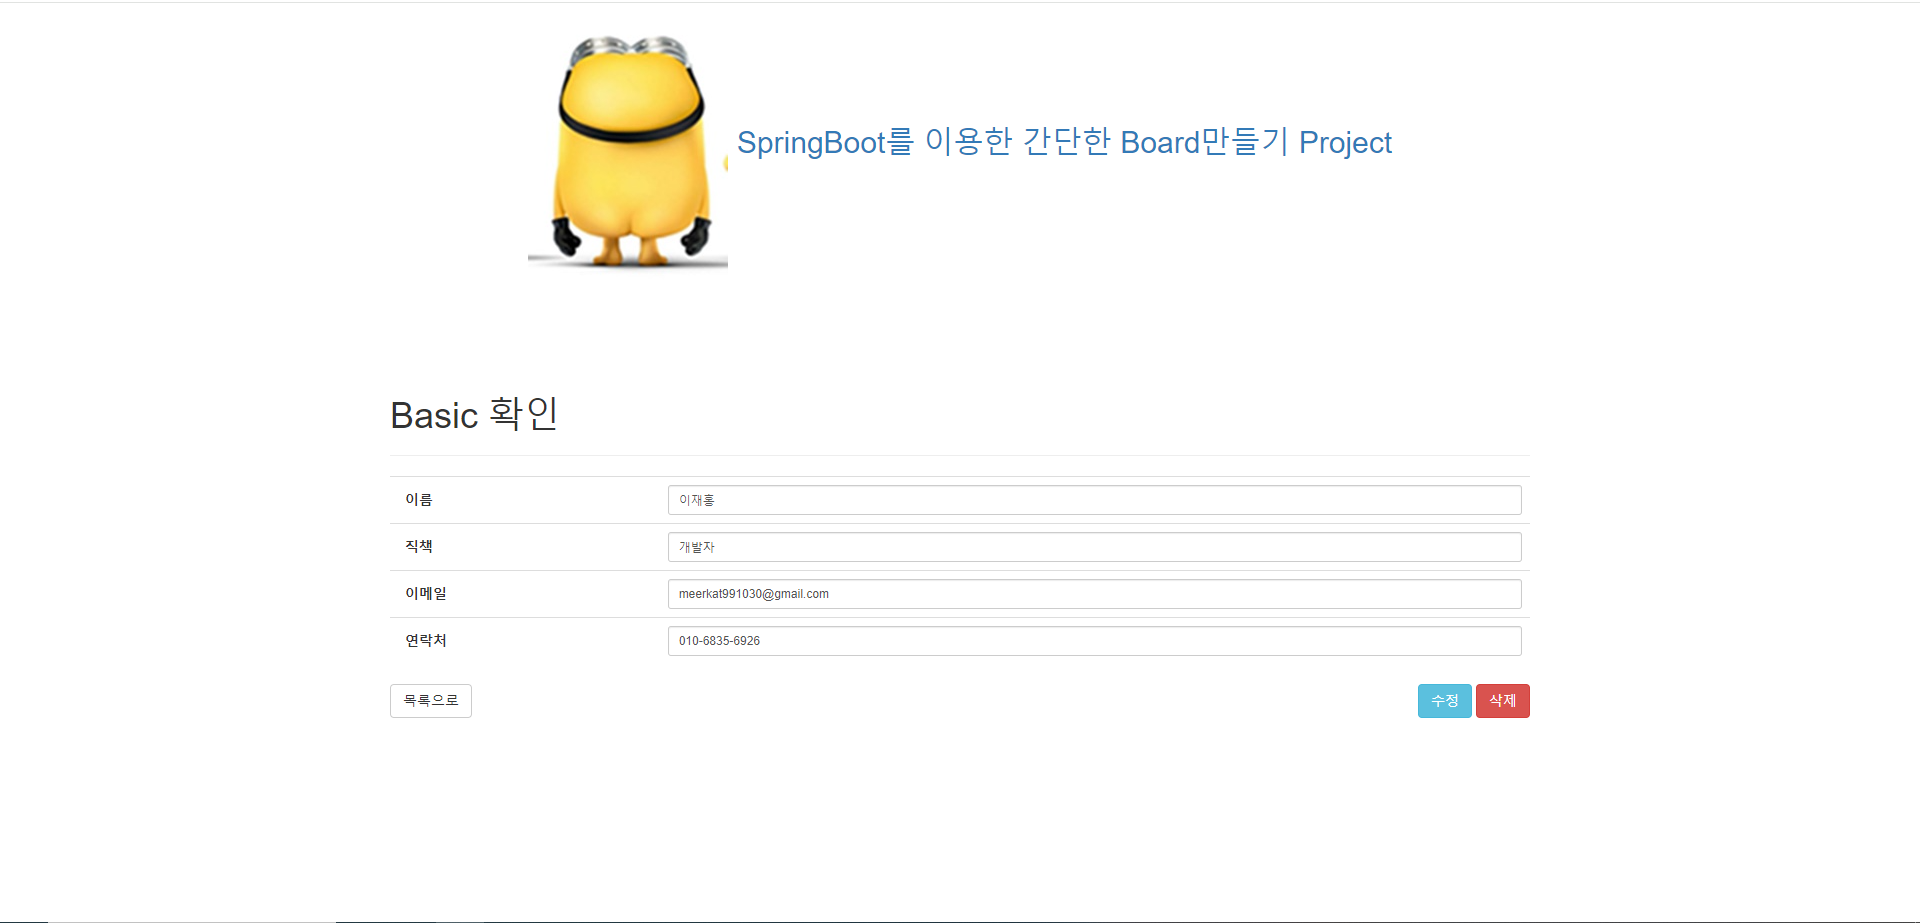 SpringBoot를 이용한 간단한 Board만들기 Project
Basic 확인
이름 이재홍
직책 개발자
이메일 meerkat991030@gmail.com
연락처 010-6835-6926
목록으로 수정 삭제